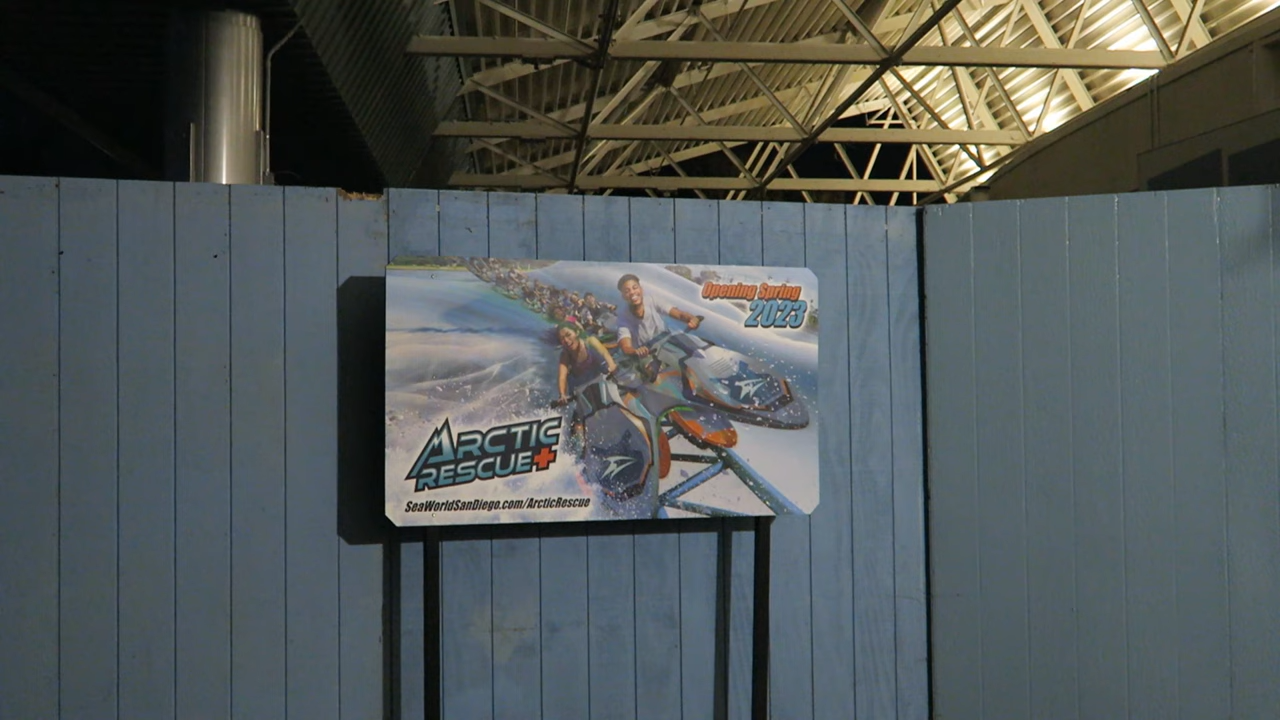 Opening Spring
2023
ARCTIC
RESCUE
SeaWorldSanDiego.com/ArcticRescue